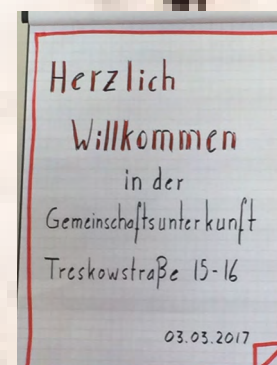 Herzlich
Willkommen
in der
Gemeinschaftsunterkunft
Treskowstraße 15-16
03.03.2017